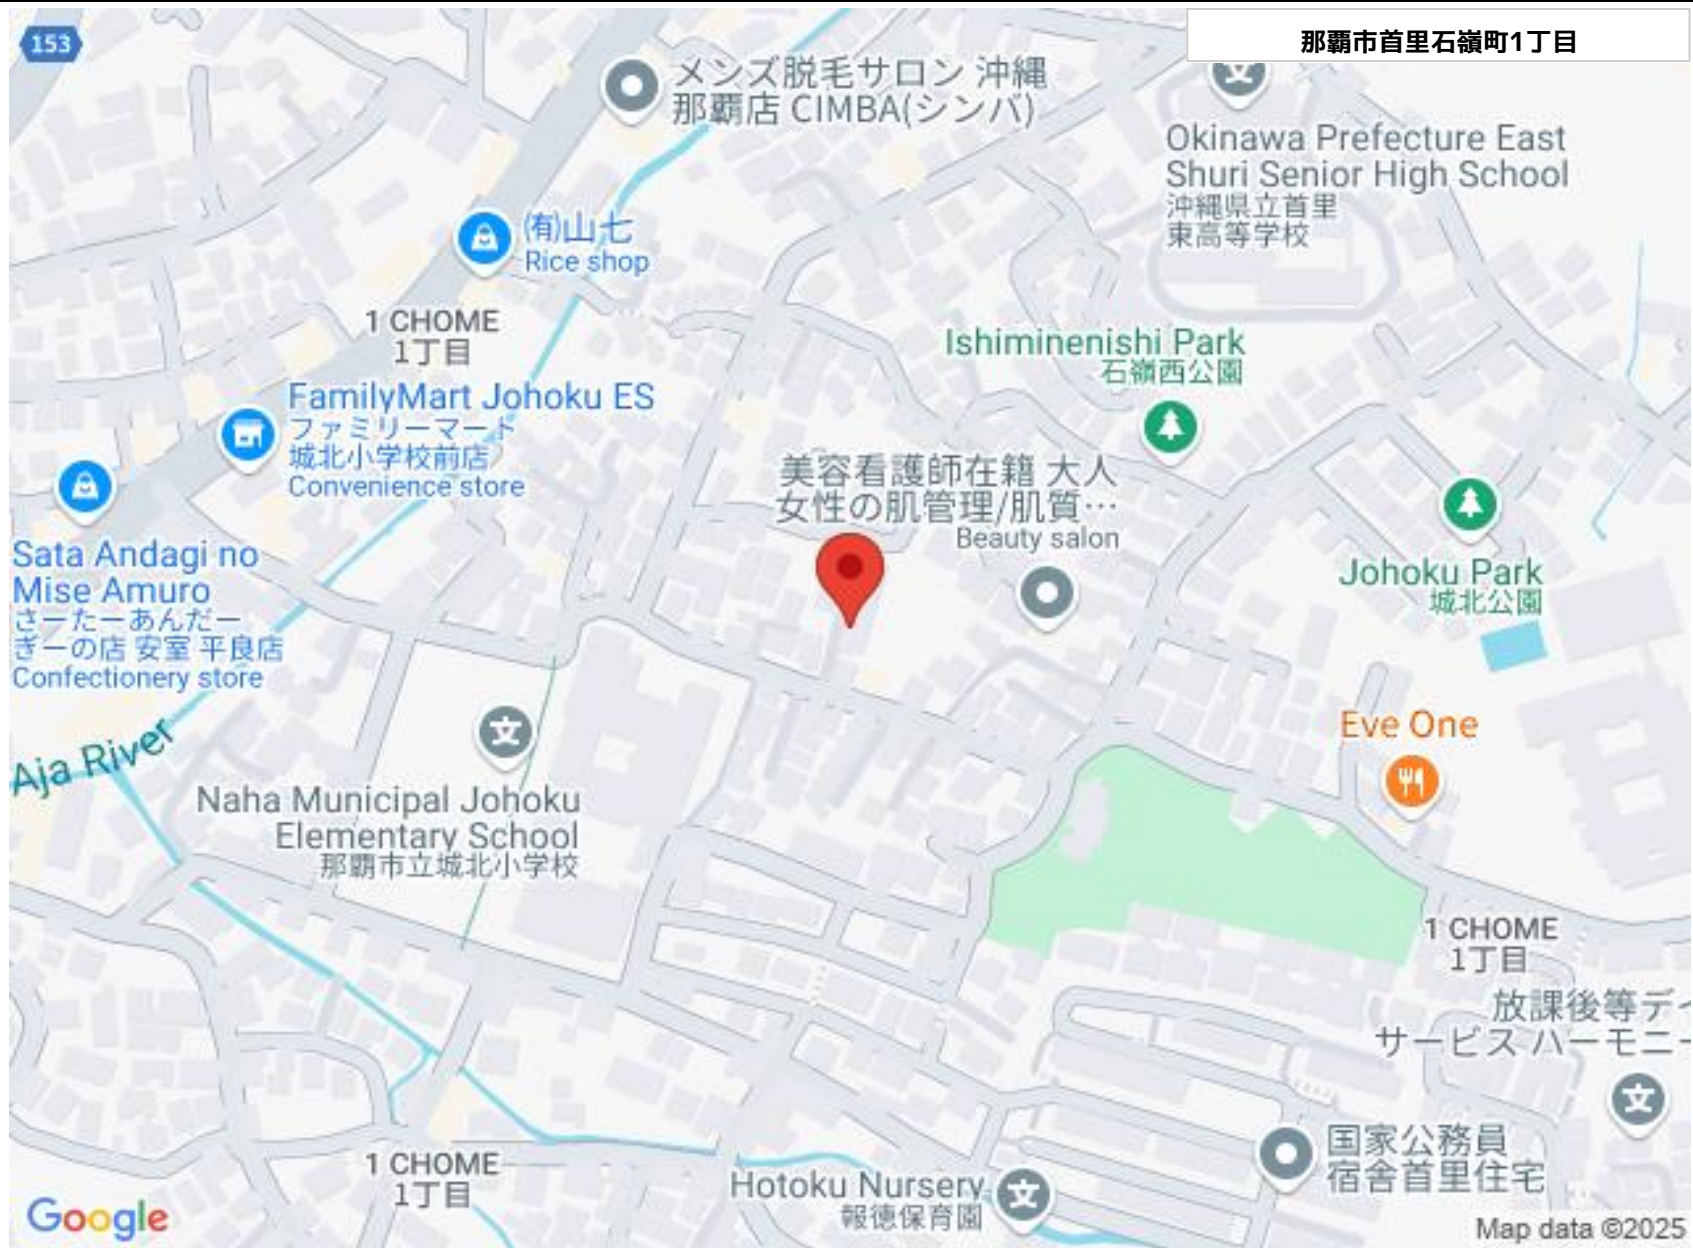 153
那覇市首里石嶺町1丁目
メンズ脱毛サロン 沖縄
那覇店 CIMBA(シンバ)
Okinawa Prefecture East
Shuri Senior High School
沖縄県立首里
東高等学校
㈲山七
Rice shop
1 CHOME
1丁目
Ishiminenishi Park
石嶺西公園
FamilyMart Johoku ES
ファミリーマート
城北小学校前店
Convenience store
美容看護師在籍 大人
女性の肌管理/肌質…
Beauty salon
Sata Andagi no
Mise Amuro
さーたーあんだー
ぎーの店 安室 平良店
Confectionery store
Johoku Park
城北公園
Eve One
Aja River
Naha Municipal Johoku
Elementary School
那覇市立城北小学校
1 CHOME
1丁目
放課後等デイ
サービス ハーモニー
国家公務員
宿舎首里住宅
1 CHOME
1丁目
Hotoku Nursery
報徳保育園
Google
Map data ©2025